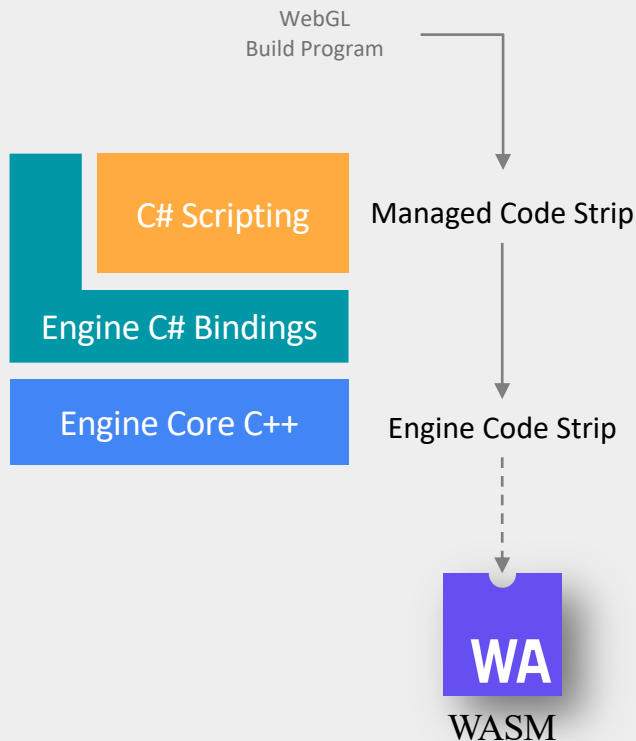 WebGL
Build Program
C# Scripting
Managed Code Strip
Engine C# Bindings
Engine Core C++
Engine Code Strip
WA
WASM